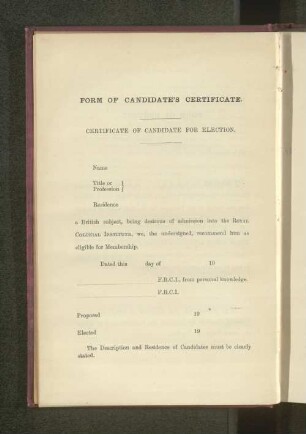 FORM OF CANDIDATE'S CERTIFICATE.
CERTIFICATE OF CANDIDATE FOR ELECTION.
Name
Title or
Profession
Residence
a British subject, being desirous of admission into the ROYAL
COLONIAL INSTITUTE, we, the undersigned, recommend him as
eligible for Membership.
Dated this day of 19
F.R.C.I., from personal knowledge.
F.R.C.I.
Proposed 19
Elected 19
The Description and Residence of Candidates must be clearly
stated.